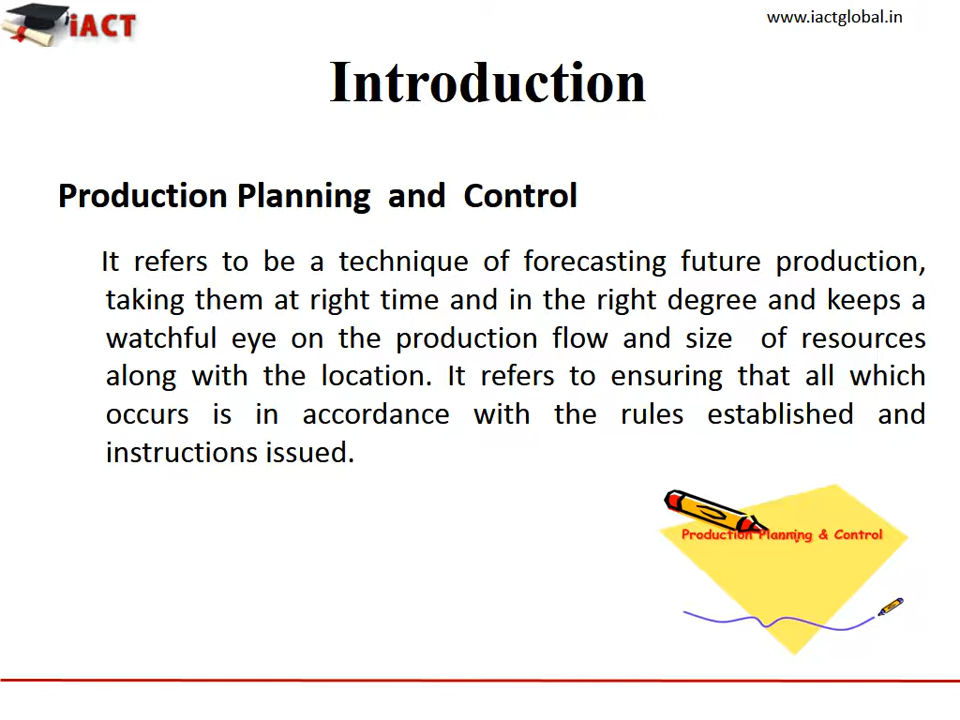 iACT
www.iactglobal.in
Introduction
Production Planning and Control
It refers to be a technique of forecasting future production,
taking them at right time and in the right degree and keeps a
watchful eye on the production flow and size of resources
along with the location. It refers to ensuring that all which
occurs is in accordance with the rules established and
instructions issued.
Production Planning & Control